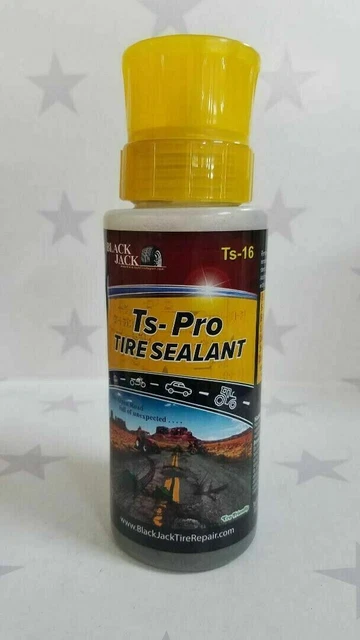 BLACK
JACK
Ts-16
Ts-Pro
TIRE SEALANT
full of unexpected ....
www.BlackJackTireRepair.com